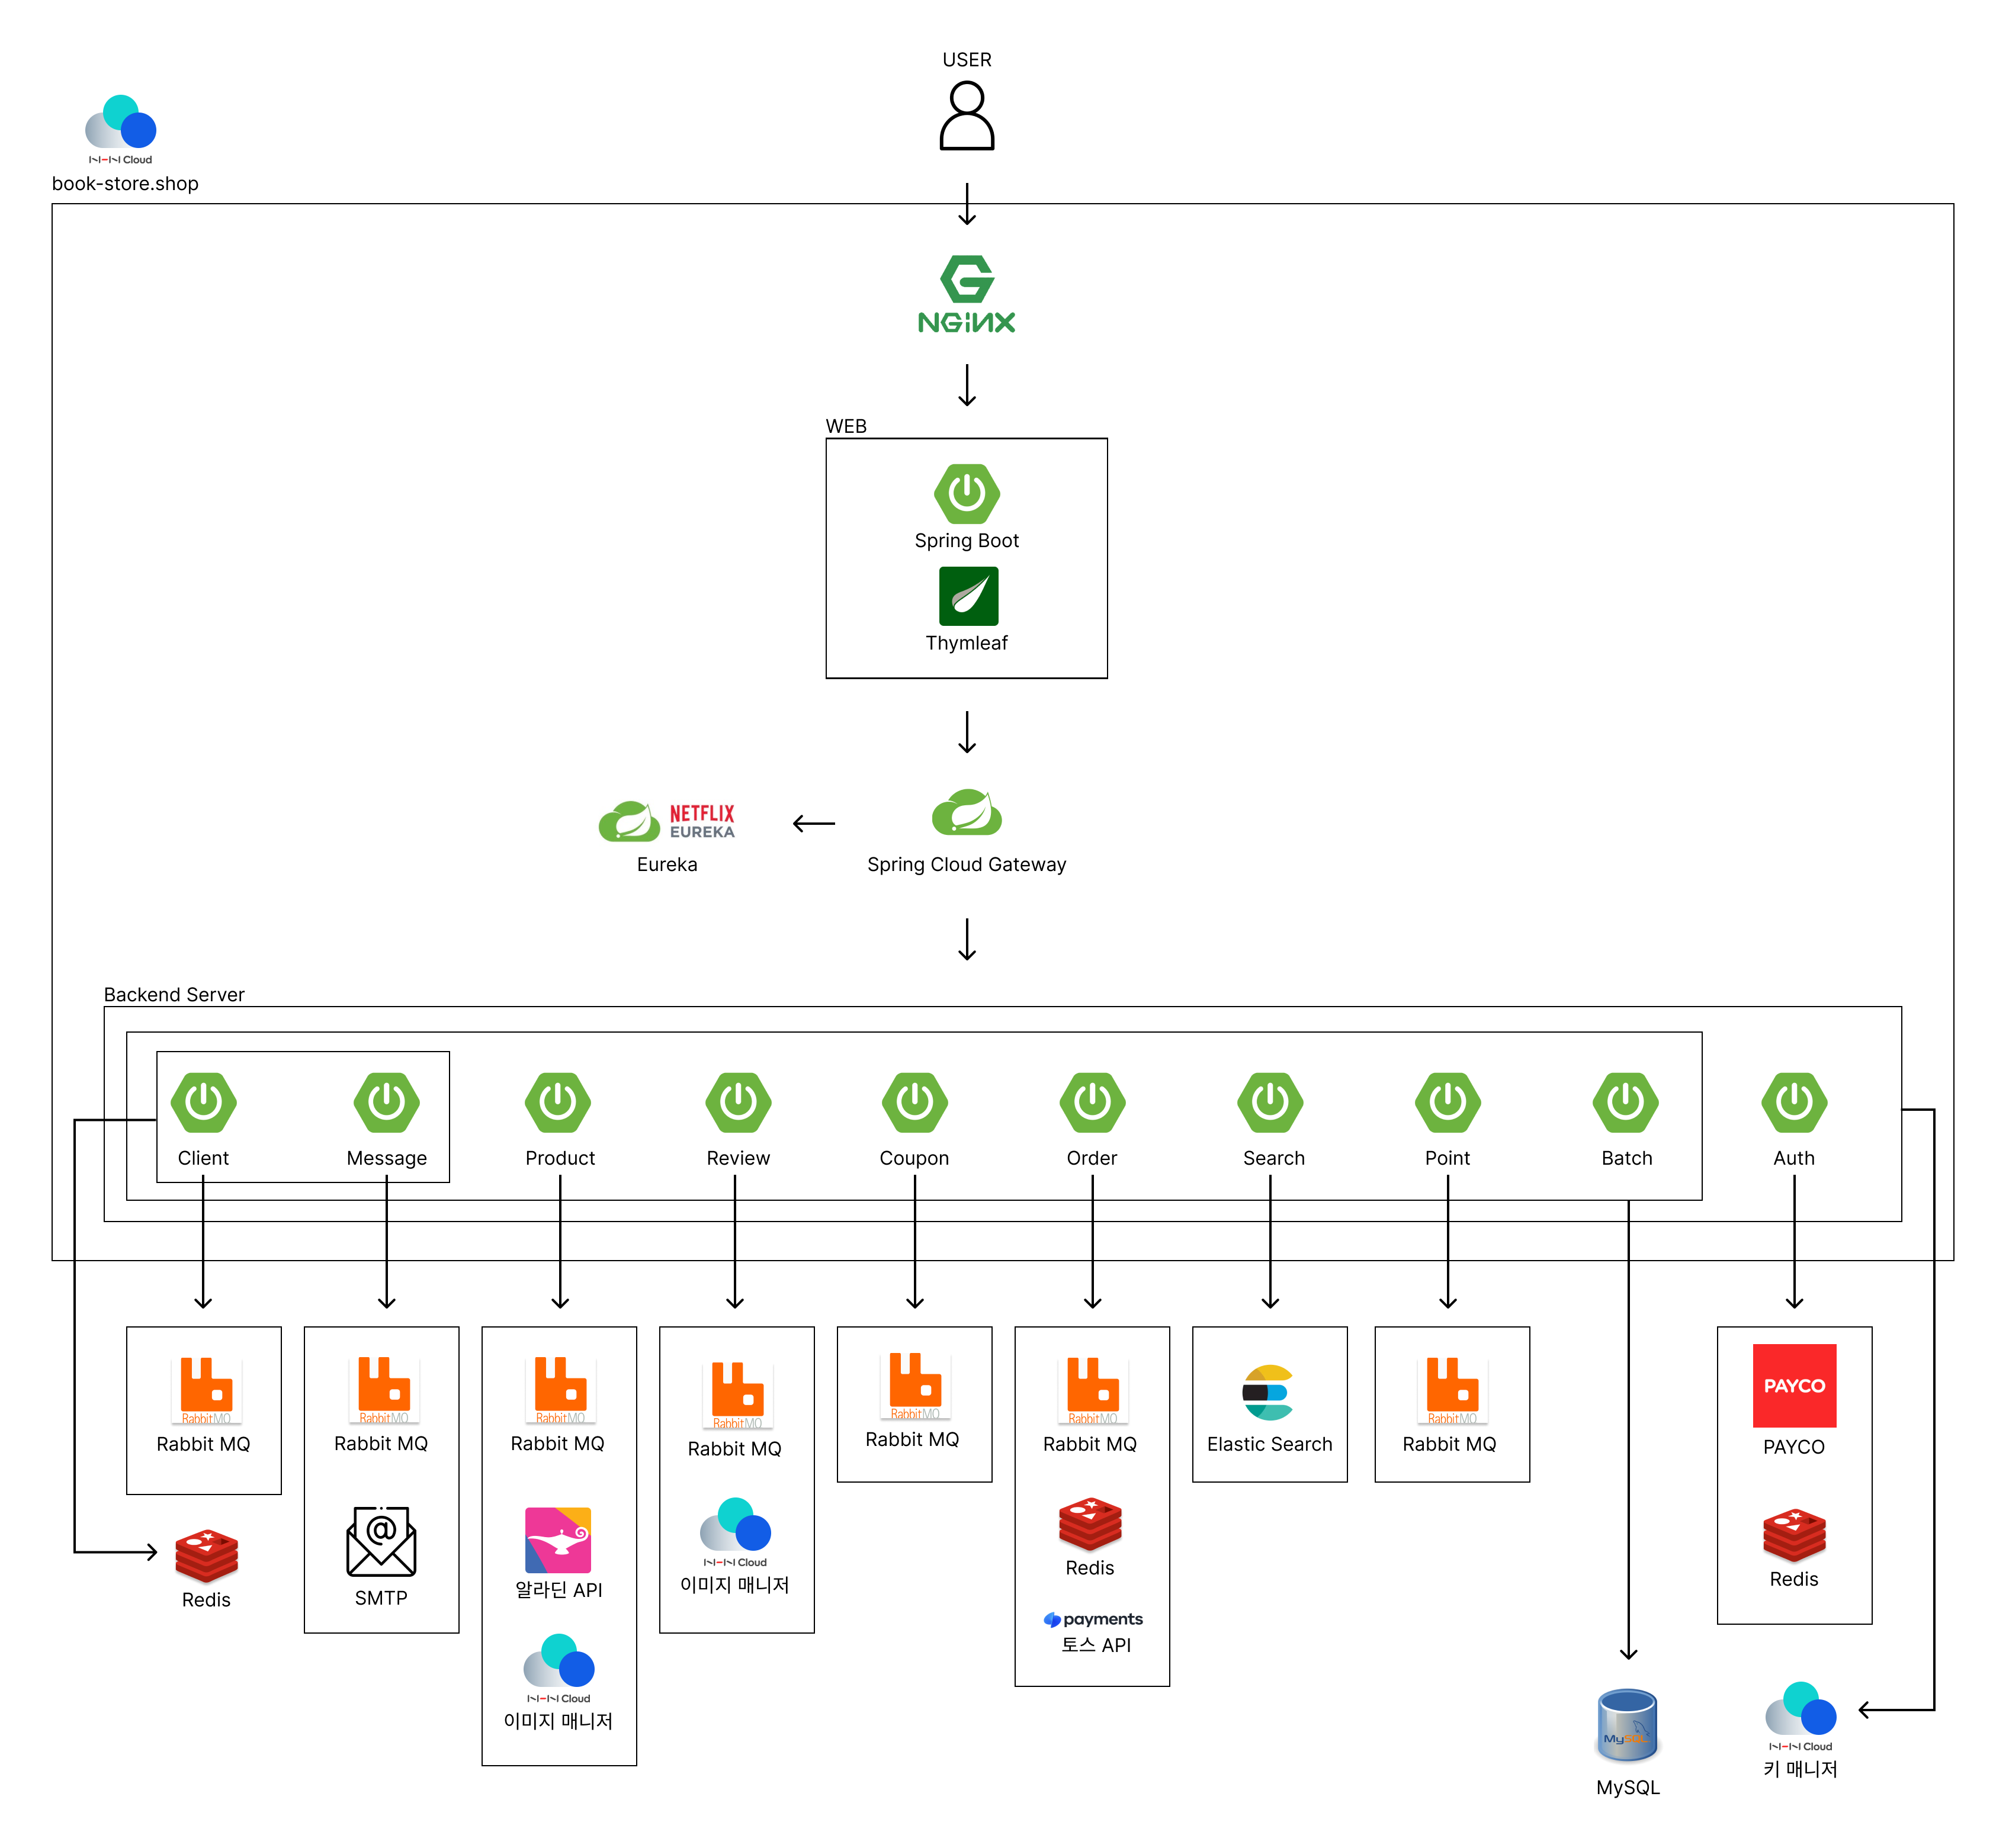 USER
NHN Cloud
book-store.shop
NGiNX
WEB
Spring Boot
Thymleaf
NETFLIX
EUREKA
Eureka
Spring Cloud Gateway
Backend Server
Client
Message
Product
Review
Coupon
Order
Search
Point
Batch
Auth
RabbitMQ
Rabbit MQ
Redis
RabbitMQ
Rabbit MQ
SMTP
RabbitMQ
Rabbit MQ
알라딘 API
NHN Cloud
이미지 매니저
RabbitMQ
Rabbit MQ
NHN Cloud
이미지 매니저
RabbitMQ
Rabbit MQ
RabbitMQ
Rabbit MQ
Redis
payments
토스 API
Elastic Search
RabbitMQ
Rabbit MQ
MySQL
MySQL
PAYCO
PAYCO
Redis
NHN Cloud
키 매니저